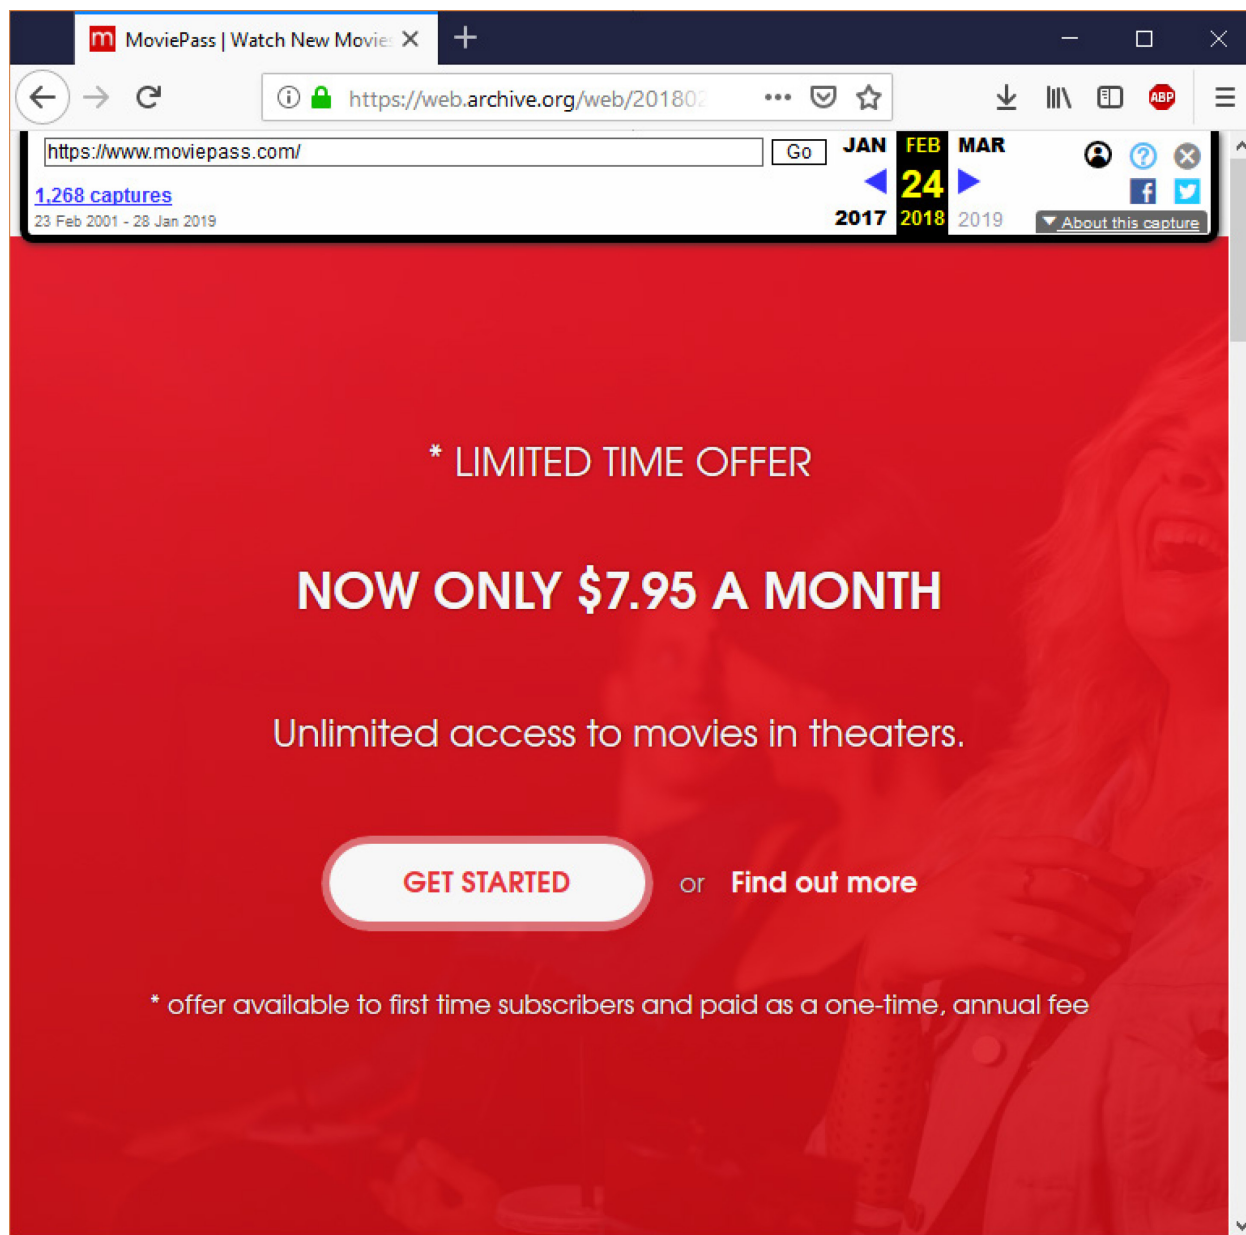 m MoviePass | Watch New Movies
https://web.archive.org/web/201802
ABP
https://www.moviepass.com/ Go JAN FEB MAR
1,268 captures 24
23 Feb 2001 - 28 Jan 2019 2017 2018 2019 About this capture
* LIMITED TIME OFFER
NOW ONLY $7.95 A MONTH
Unlimited access to movies in theaters.
GET STARTED or Find out more
* offer available to first time subscribers and paid as a one-time, annual fee